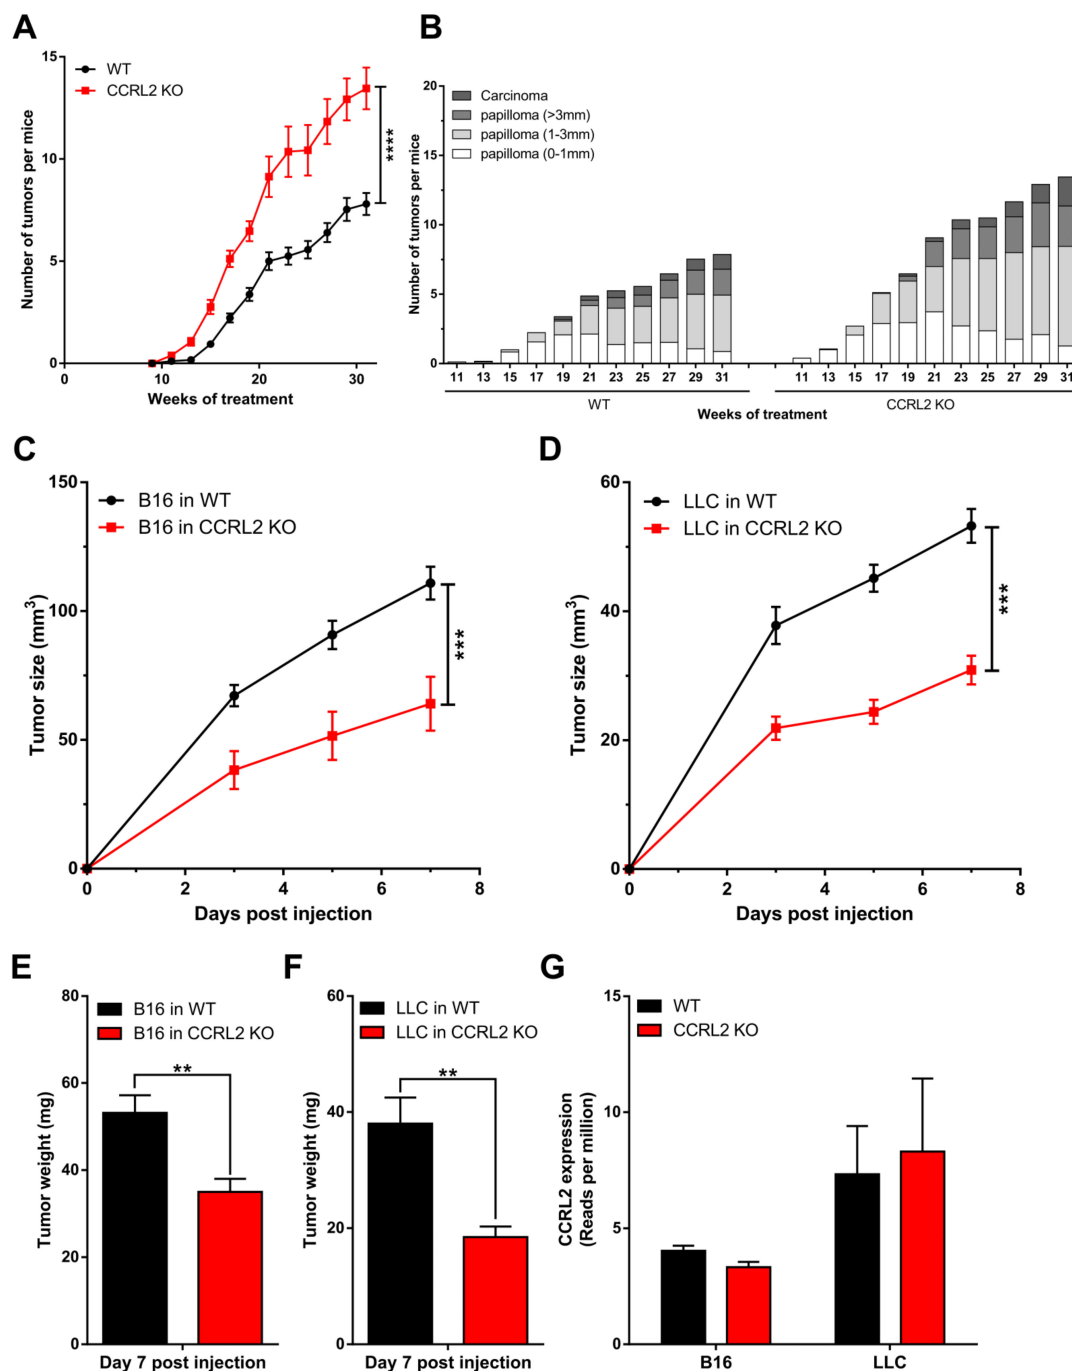 A
15
10
5
0
0
10
20
30
Number of tumors per mice
Weeks of treatment
WT
CCRL2 KO
****
B
20
15
10
5
0
Number of tumors per mice
Carcinoma
papilloma (>3mm)
papilloma (1-3mm)
papilloma (0-1mm)
11 13 15 17 19 21 23 25 27 29 31
11 13 15 17 19 21 23 25 27 29 31
WT
CCRL2 KO
Weeks of treatment
C
150
100
50
0
0
2
4
6
8
Tumor size (mm³)
Days post injection
B16 in WT
B16 in CCRL2 KO
***
D
60
40
20
0
0
2
4
6
8
Tumor size (mm³)
Days post injection
LLC in WT
LLC in CCRL2 KO
***
E
80
60
40
20
0
Tumor weight (mg)
B16 in WT
B16 in CCRL2 KO
**
Day 7 post injection
F
60
40
20
0
Tumor weight (mg)
LLC in WT
LLC in CCRL2 KO
**
Day 7 post injection
G
15
10
5
0
CCRL2 expression
(Reads per million)
WT
CCRL2 KO
B16
LLC